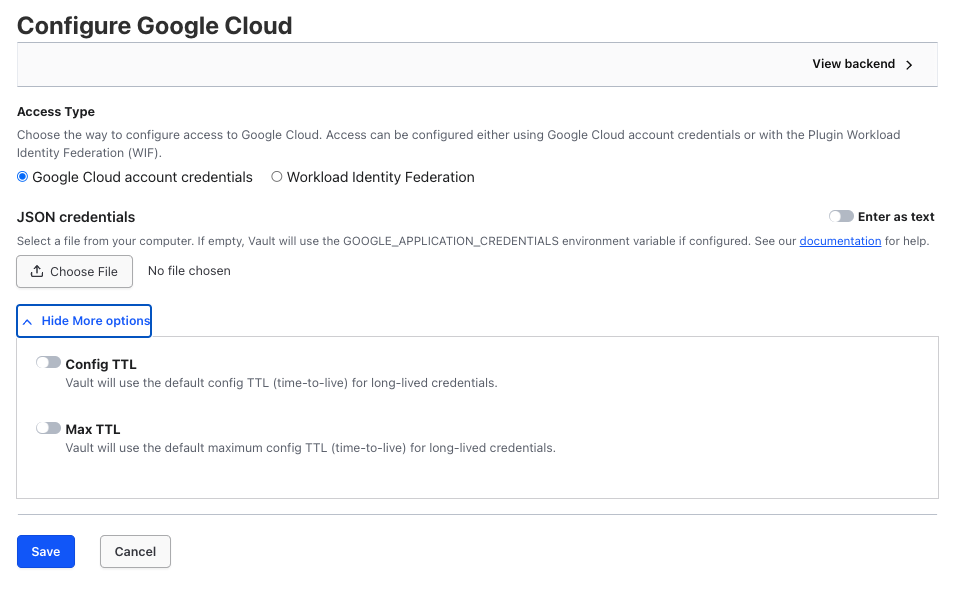 Configure Google Cloud
View backend
Access Type
Choose the way to configure access to Google Cloud. Access can be configured either using Google Cloud account credentials or with the Plugin Workload
Identity Federation (WIF).
Google Cloud account credentials
Workload Identity Federation
JSON credentials
Enter as text
Select a file from your computer. If empty, Vault will use the GOOGLE_APPLICATION_CREDENTIALS environment variable if configured. See our documentation for help.
Choose File
No file chosen
Hide More options
Config TTL
Vault will use the default config TTL (time-to-live) for long-lived credentials.
Max TTL
Vault will use the default maximum config TTL (time-to-live) for long-lived credentials.
Save
Cancel